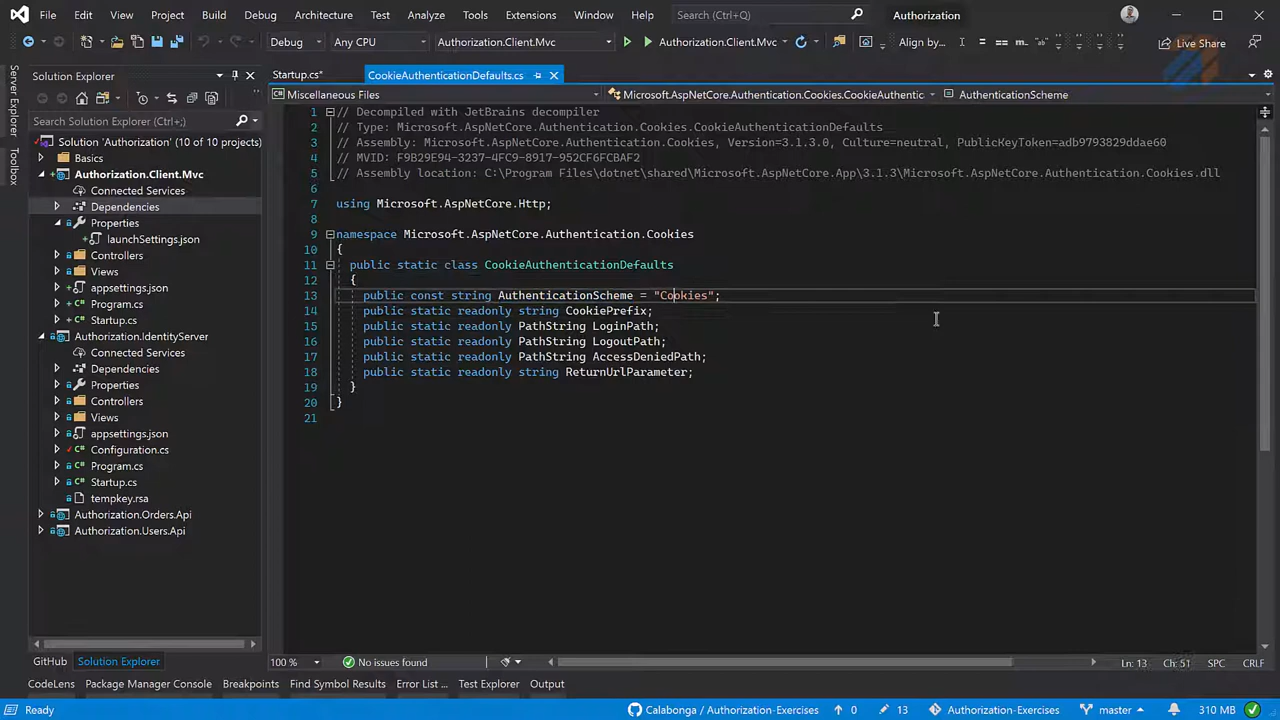 File Edit View Project Build Debug Architecture Test Analyze Tools Extensions Window Help Search (Ctrl+Q) Authorization
Debug Any CPU Authorization.Client.Mvc Authorization.Client.Mvc Align by... Live Share
Server Explorer
Toolbox
Solution Explorer
Search Solution Explorer (Ctrl+;)
Solution 'Authorization' (10 of 10 projects)
Basics
Authorization.Client.Mvc
Connected Services
Dependencies
Properties
launchSettings.json
Controllers
Views
appsettings.json
Program.cs
Startup.cs
Authorization.IdentityServer
Connected Services
Dependencies
Properties
Controllers
Views
appsettings.json
Configuration.cs
Program.cs
Startup.cs
tempkey.rsa
Authorization.Orders.Api
Authorization.Users.Api
GitHub Solution Explorer
Startup.cs* CookieAuthenticationDefaults.cs
Miscellaneous Files Microsoft.AspNetCore.Authentication.Cookies.CookieAuthentic AuthenticationScheme
1 // Decompiled with JetBrains decompiler
2 // Type: Microsoft.AspNetCore.Authentication.Cookies.CookieAuthenticationDefaults
3 // Assembly: Microsoft.AspNetCore.Authentication.Cookies, Version=3.1.3.0, Culture=neutral, PublicKeyToken=adb9793829ddae60
4 // MVID: F9B29E94-3237-4FC9-8917-952CF6FCBAF2
5 // Assembly location: C:\Program Files\dotnet\shared\Microsoft.AspNetCore.App\3.1.3\Microsoft.AspNetCore.Authentication.Cookies.dll
6
7 using Microsoft.AspNetCore.Http;
8
9 namespace Microsoft.AspNetCore.Authentication.Cookies
10 {
11 public static class CookieAuthenticationDefaults
12 {
13 public const string AuthenticationScheme = "Cookies";
14 public static readonly string CookiePrefix;
15 public static readonly PathString LoginPath;
16 public static readonly PathString LogoutPath;
17 public static readonly PathString AccessDeniedPath;
18 public static readonly string ReturnUrlParameter;
19 }
20 }
21
100 % No issues found Ln: 13 Ch: 51 SPC CRLF
CodeLens Package Manager Console Breakpoints Find Symbol Results Error List ... Test Explorer Output
Ready Calabonga / Authorization-Exercises 0 13 Authorization-Exercises master 310 MB